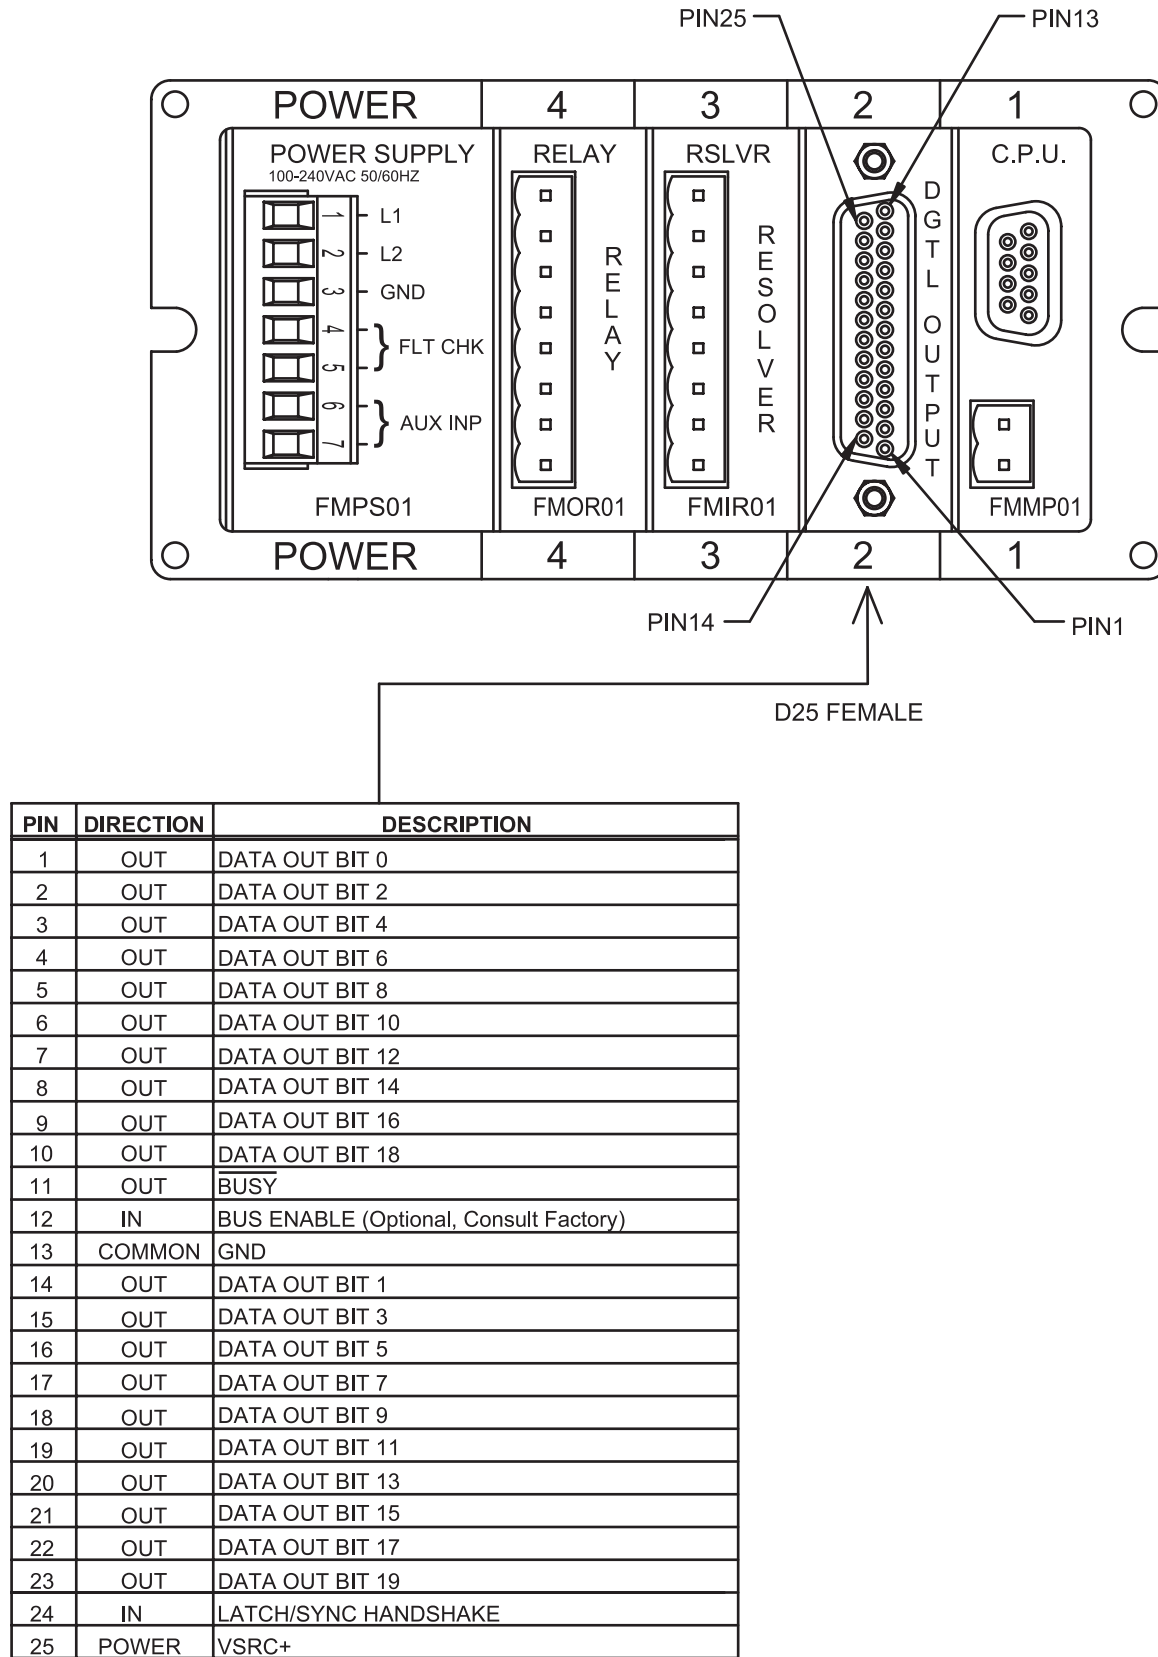 PIN25 PIN13
POWER 4 3 2 1
POWER SUPPLY
100-240VAC 50/60HZ
1 L1
2 L2
3 GND
4
5
FLT CHK
6
7
AUX INP
FMPS01
RELAY
RELAY
FMOR01
RSLVR
RESOLVER
FMIR01
DGTL OUTPUT
C.P.U.
FMMP01
POWER 4 3 2 1
PIN14 PIN1
D25 FEMALE
PIN DIRECTION DESCRIPTION
1 OUT DATA OUT BIT 0
2 OUT DATA OUT BIT 2
3 OUT DATA OUT BIT 4
4 OUT DATA OUT BIT 6
5 OUT DATA OUT BIT 8
6 OUT DATA OUT BIT 10
7 OUT DATA OUT BIT 12
8 OUT DATA OUT BIT 14
9 OUT DATA OUT BIT 16
10 OUT DATA OUT BIT 18
11 OUT BUSY
12 IN BUS ENABLE (Optional, Consult Factory)
13 COMMON GND
14 OUT DATA OUT BIT 1
15 OUT DATA OUT BIT 3
16 OUT DATA OUT BIT 5
17 OUT DATA OUT BIT 7
18 OUT DATA OUT BIT 9
19 OUT DATA OUT BIT 11
20 OUT DATA OUT BIT 13
21 OUT DATA OUT BIT 15
22 OUT DATA OUT BIT 17
23 OUT DATA OUT BIT 19
24 IN LATCH/SYNC HANDSHAKE
25 POWER VSRC+